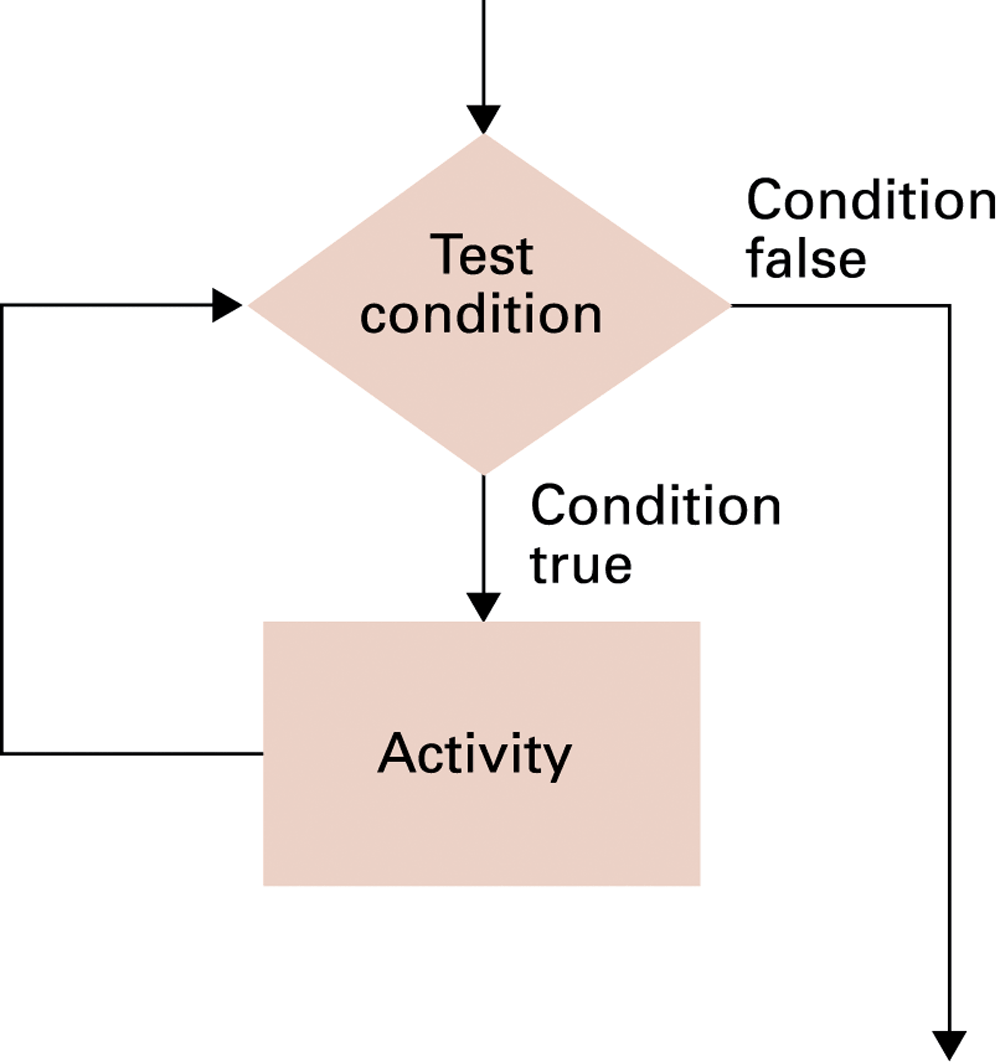 Test
condition
Condition
false
Condition
true
Activity